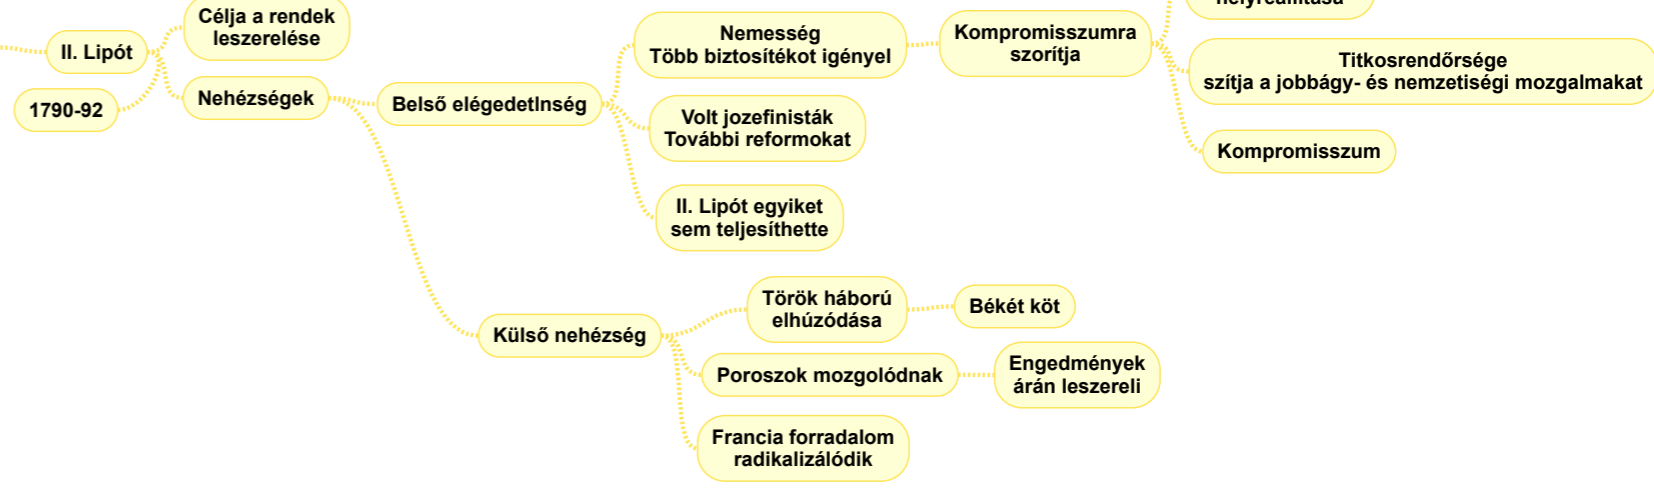 II. Lipót
1790-92
Célja a rendek
leszerelése
Nehézségek
Belső elégedetlnség
Nemesség
Több biztosítékot igényel
Kompromisszumra
szorítja
helyreállítása
Titkosrendőrsége
szítja a jobbágy- és nemzetiségi mozgalmakat
Kompromisszum
Volt jozefinisták
További reformokat
II. Lipót egyiket
sem teljesíthette
Külső nehézség
Török háború
elhúzódása
Békét köt
Poroszok mozgolódnak
Engedmények
árán leszereli
Francia forradalom
radikalizálódik